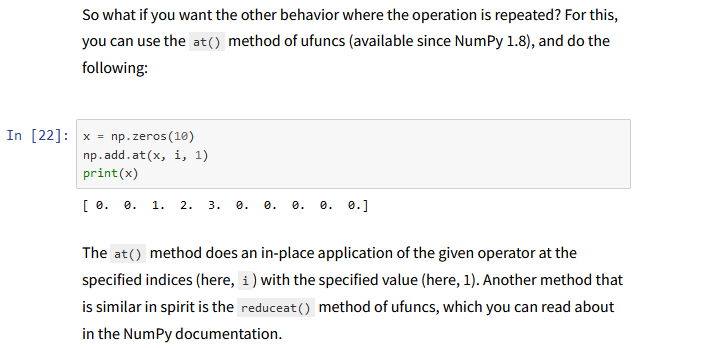 So what if you want the other behavior where the operation is repeated? For this,
you can use the at() method of ufuncs (available since NumPy 1.8), and do the
following:
In [22]: x = np.zeros(10)
np.add.at(x, i, 1)
print(x)
[ 0. 0. 1. 2. 3. 0. 0. 0. 0. 0.]
The at() method does an in-place application of the given operator at the
specified indices (here, i) with the specified value (here, 1). Another method that
is similar in spirit is the reduceat() method of ufuncs, which you can read about
in the NumPy documentation.